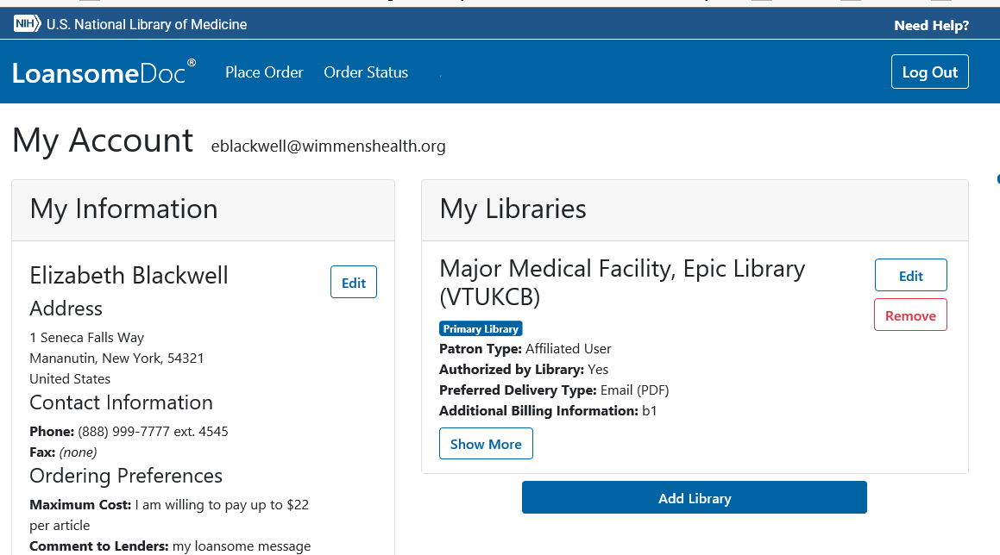 NIH U.S. National Library of Medicine
Need Help?
LoansomeDoc®
Place Order
Order Status
Log Out
My Account
eblackwell@wimmenshealth.org
My Information
Elizabeth Blackwell
Edit
Address
1 Seneca Falls Way
Mananutin, New York, 54321
United States
Contact Information
Phone: (888) 999-7777 ext. 4545
Fax: (none)
Ordering Preferences
Maximum Cost: I am willing to pay up to $22
per article
Comment to Lenders: my loansome message
My Libraries
Major Medical Facility, Epic Library
(VTUKCB)
Edit
Remove
Primary Library
Patron Type: Affiliated User
Authorized by Library: Yes
Preferred Delivery Type: Email (PDF)
Additional Billing Information: b1
Show More
Add Library